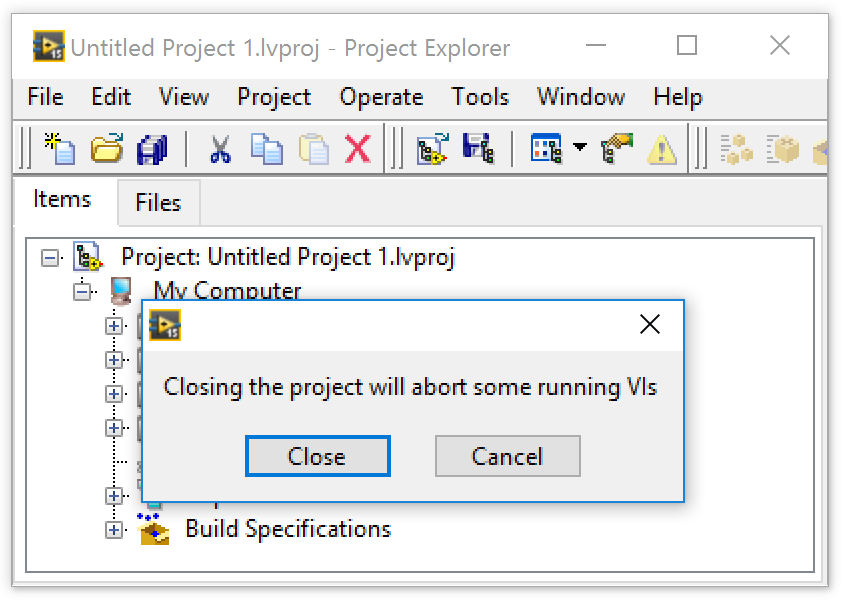 Untitled Project 1.lvproj - Project Explorer
File Edit View Project Operate Tools Window Help
Items Files
Project: Untitled Project 1.lvproj
My Computer
15
Closing the project will abort some running VIs
Close Cancel
Build Specifications